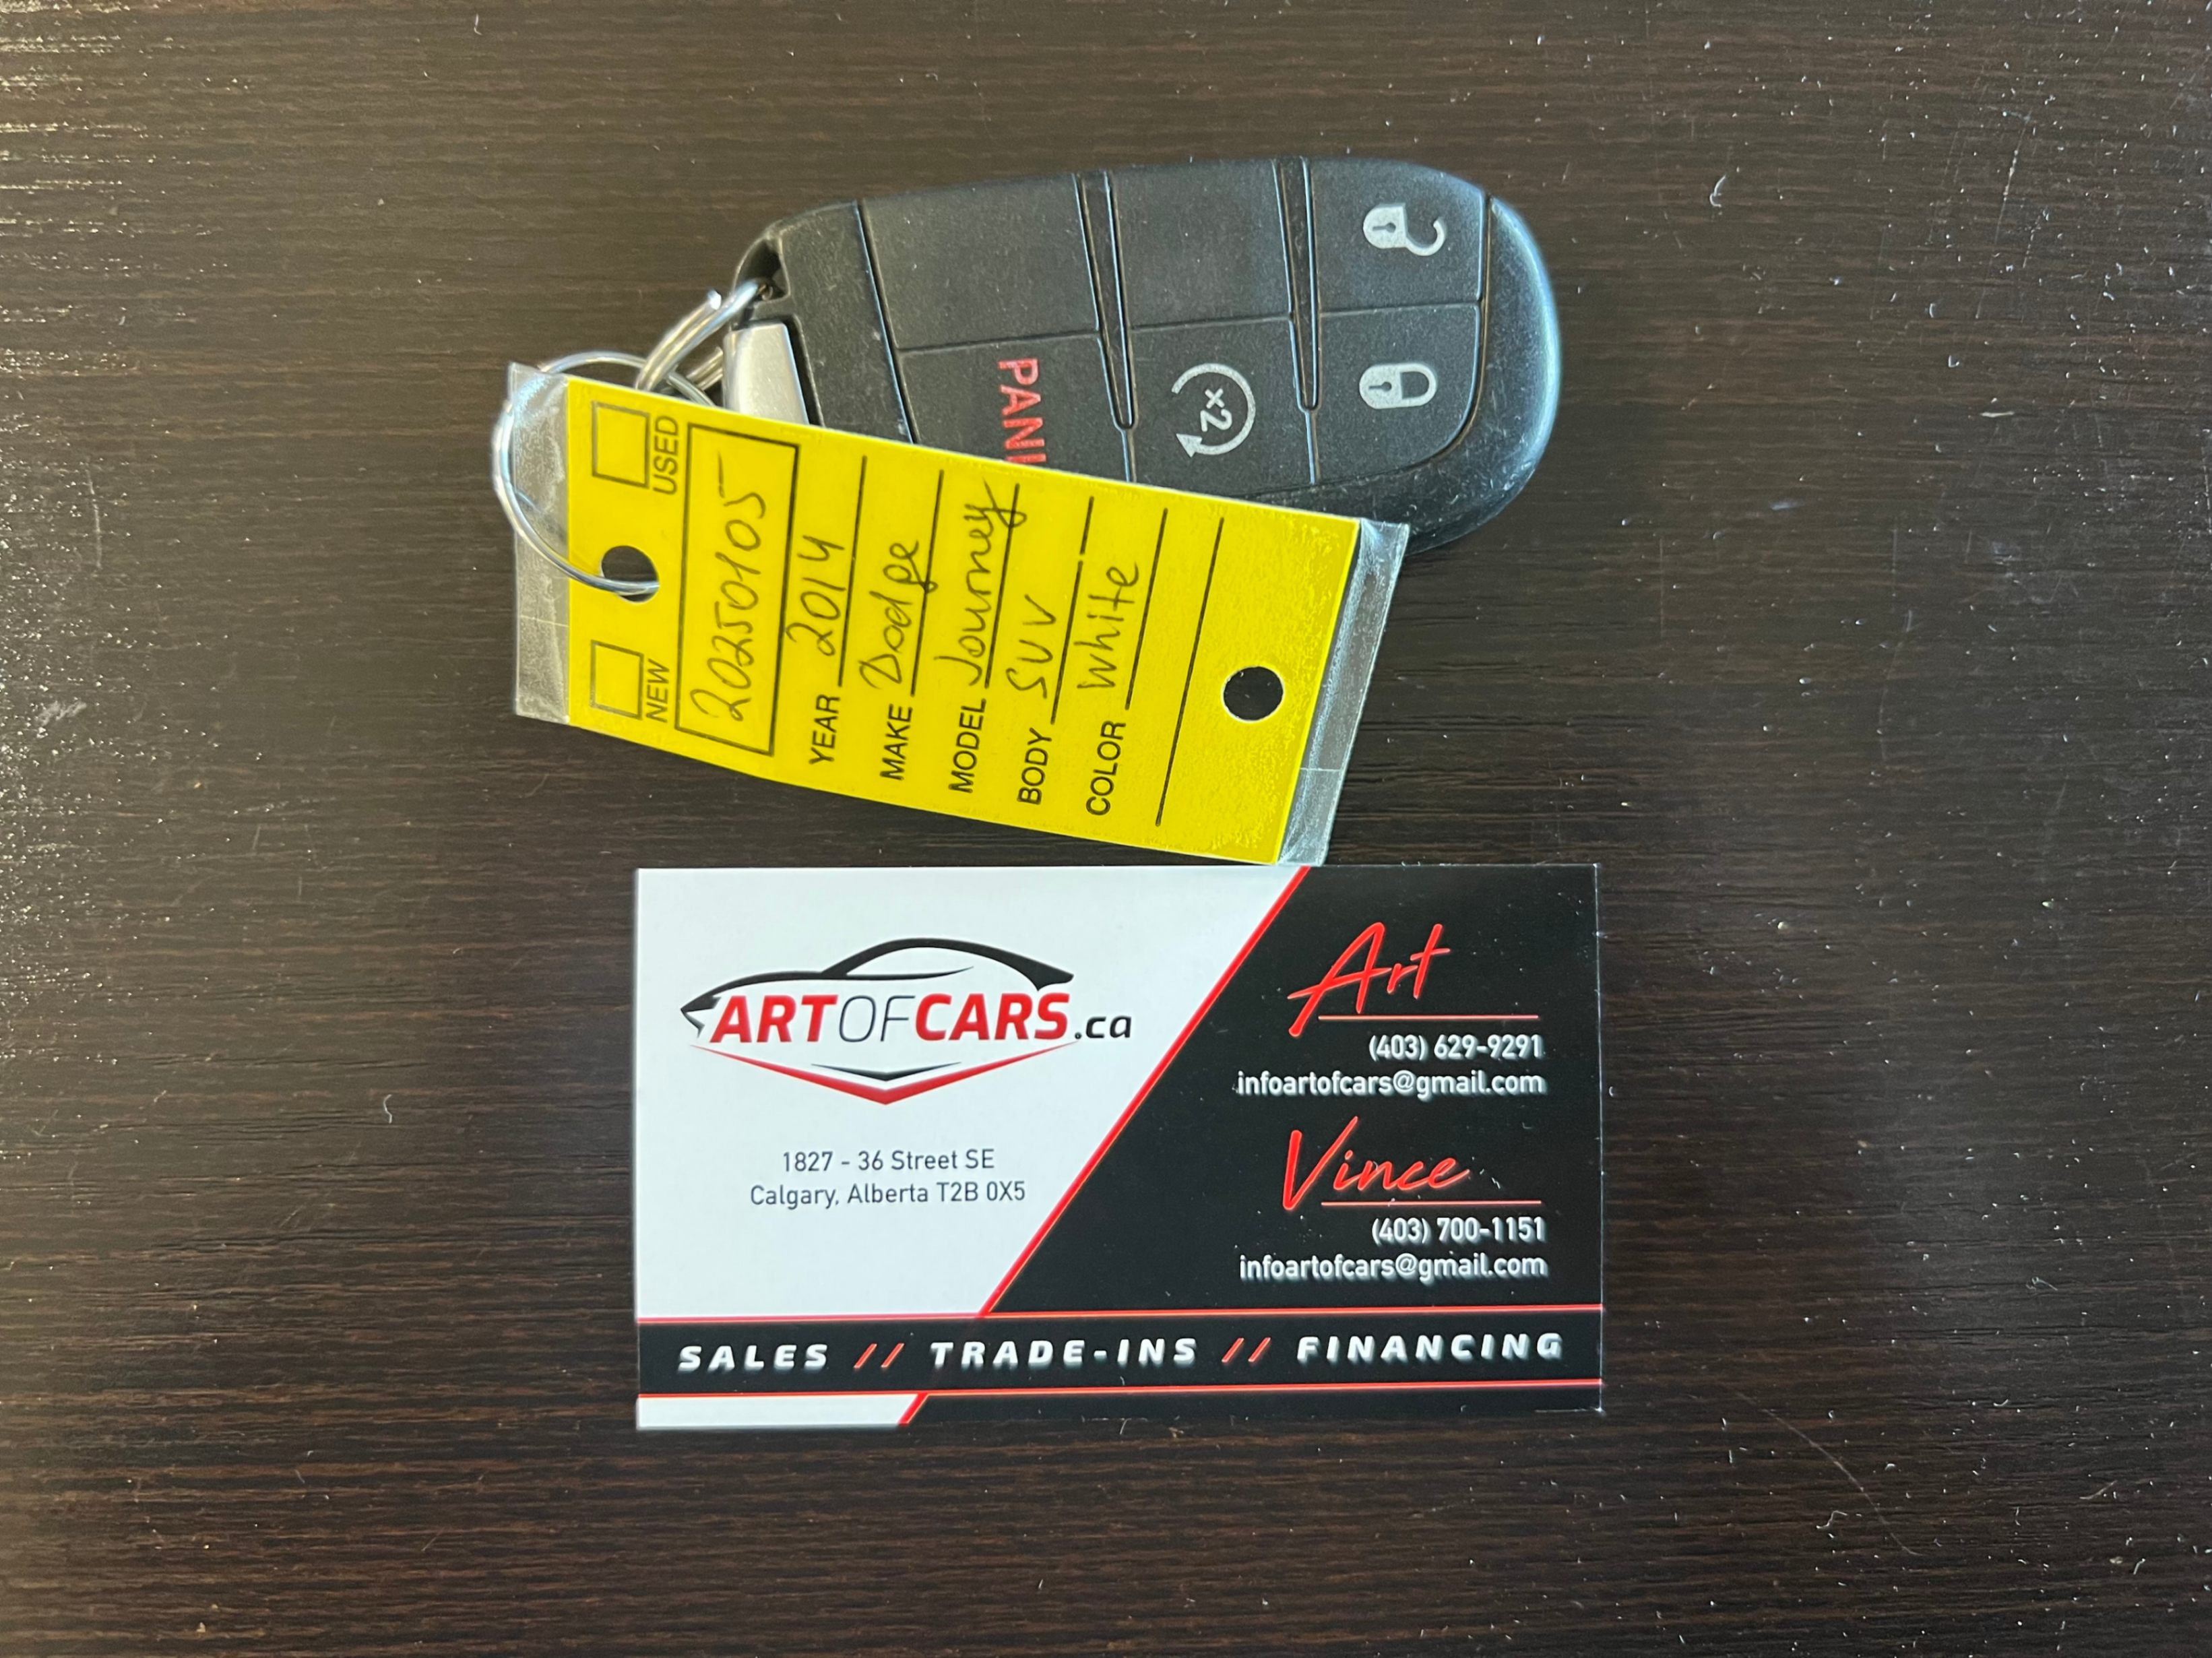 PANI
x2
USED
NEW
20250105
YEAR 2014
MAKE Dodge
MODEL Journey
BODY SUV
COLOR White
ARTOFCARS.ca
1827 - 36 Street SE
Calgary, Alberta T2B 0X5
Art
(403) 629-9291
infoartofcars@gmail.com
Vince
(403) 700-1151
infoartofcars@gmail.com
SALES // TRADE-INS // FINANCING